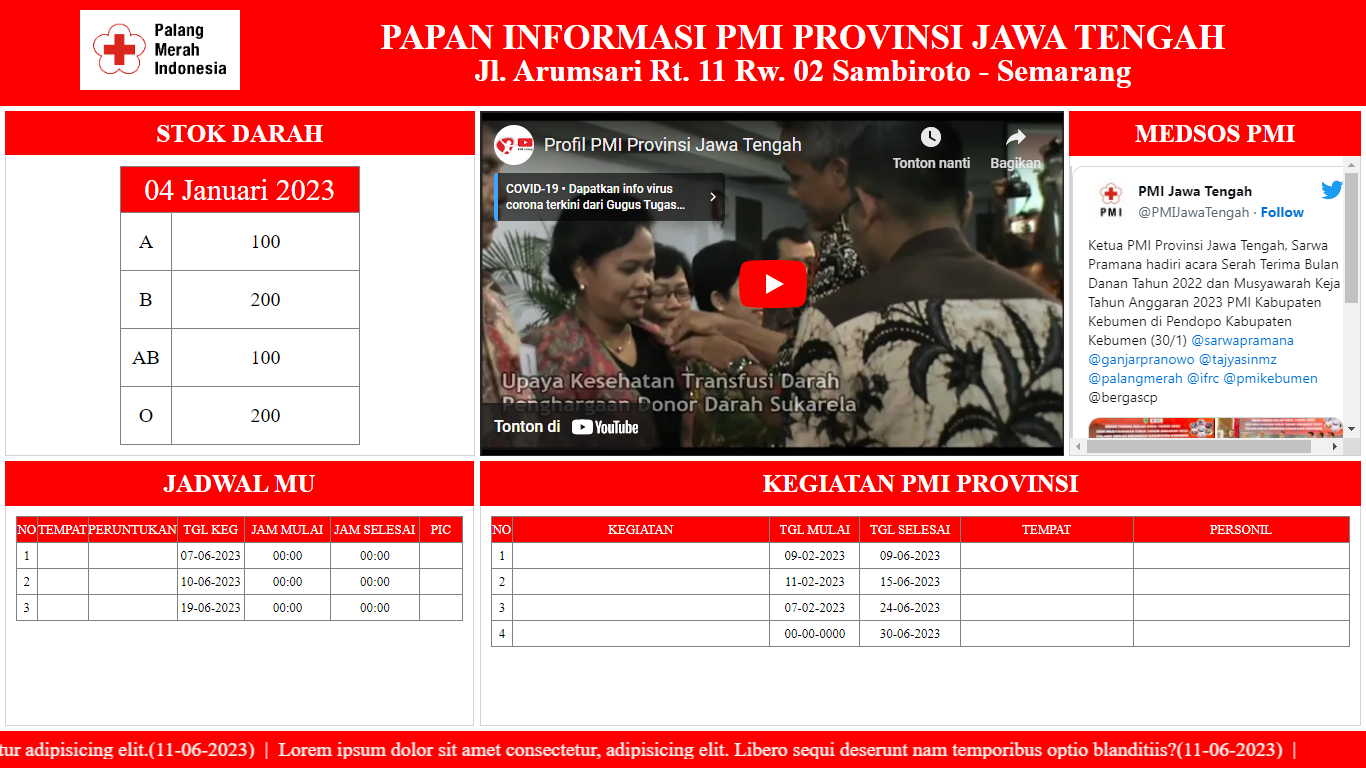 Palang
Merah
Indonesia
PAPAN INFORMASI PMI PROVINSI JAWA TENGAH
Jl. Arumsari Rt. 11 Rw. 02 Sambiroto - Semarang
STOK DARAH
04 Januari 2023
A 100
B 200
AB 100
O 200
Profil PMI Provinsi Jawa Tengah
Tonton nanti Bagikan
COVID-19 • Dapatkan info virus
corona terkini dari Gugus Tugas…
Upaya Kesehatan Transfusi Darah
Penghargaan Donor Darah Sukarela
Tonton di YouTube
MEDSOS PMI
PMI
PMI Jawa Tengah
@PMIJawaTengah · Follow
Ketua PMI Provinsi Jawa Tengah, Sarwa
Pramana hadiri acara Serah Terima Bulan
Danan Tahun 2022 dan Musyawarah Keja
Tahun Anggaran 2023 PMI Kabupaten
Kebumen di Pendopo Kabupaten
Kebumen (30/1) @sarwapramana
@ganjarpranowo @tajyasinmz
@palangmerah @ifrc @pmikebumen
@bergascp
JADWAL MU
NO TEMPAT PERUNTUKAN TGL KEG JAM MULAI JAM SELESAI PIC
1 07-06-2023 00:00 00:00
2 10-06-2023 00:00 00:00
3 19-06-2023 00:00 00:00
KEGIATAN PMI PROVINSI
NO KEGIATAN TGL MULAI TGL SELESAI TEMPAT PERSONIL
1 09-02-2023 09-06-2023
2 11-02-2023 15-06-2023
3 07-02-2023 24-06-2023
4 00-00-0000 30-06-2023
tur adipisicing elit.(11-06-2023) | Lorem ipsum dolor sit amet consectetur, adipisicing elit. Libero sequi deserunt nam temporibus optio blanditiis?(11-06-2023) |